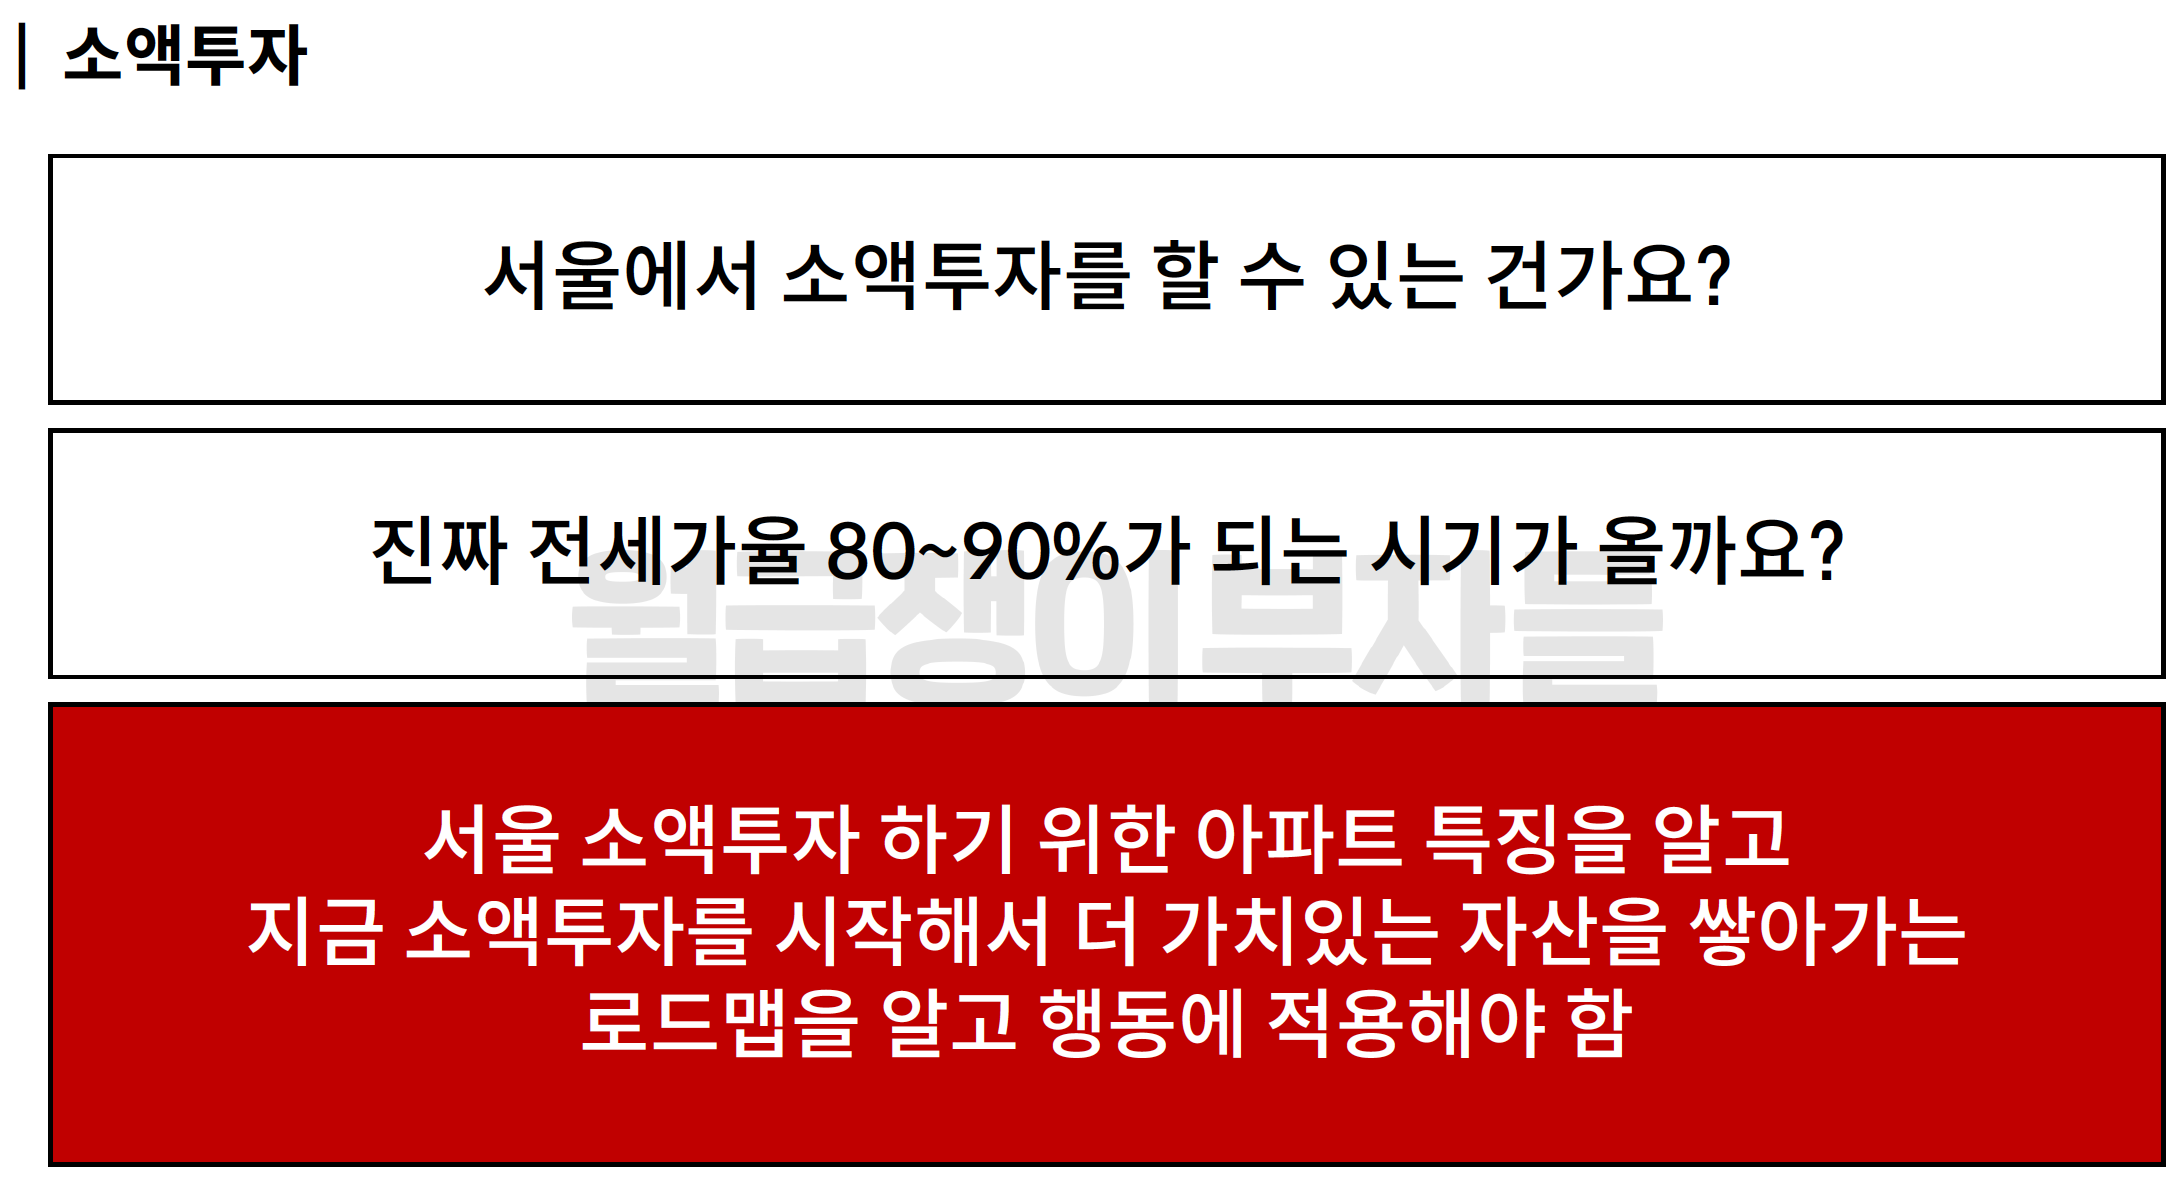 | 소액투자
서울에서 소액투자를 할 수 있는 건가요?
진짜 전세가율 80~90%가 되는 시기가 올까요?
월급쟁이부자들
서울 소액투자 하기 위한 아파트 특징을 알고
지금 소액투자를 시작해서 더 가치있는 자산을 쌓아가는
로드맵을 알고 행동에 적용해야 함